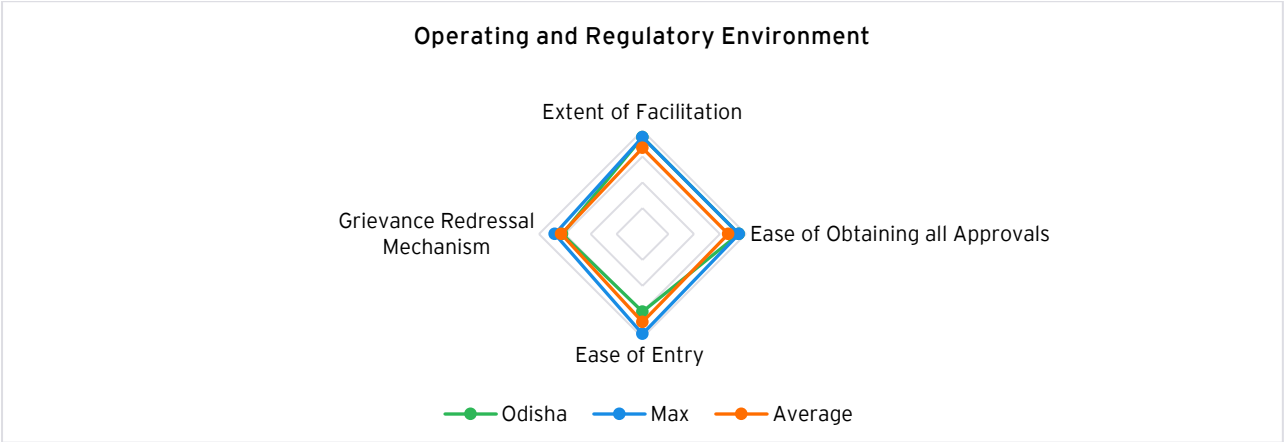 Operating and Regulatory Environment
Extent of Facilitation
Grievance Redressal
Mechanism
Ease of Obtaining all Approvals
Ease of Entry
Odisha
Max
Average